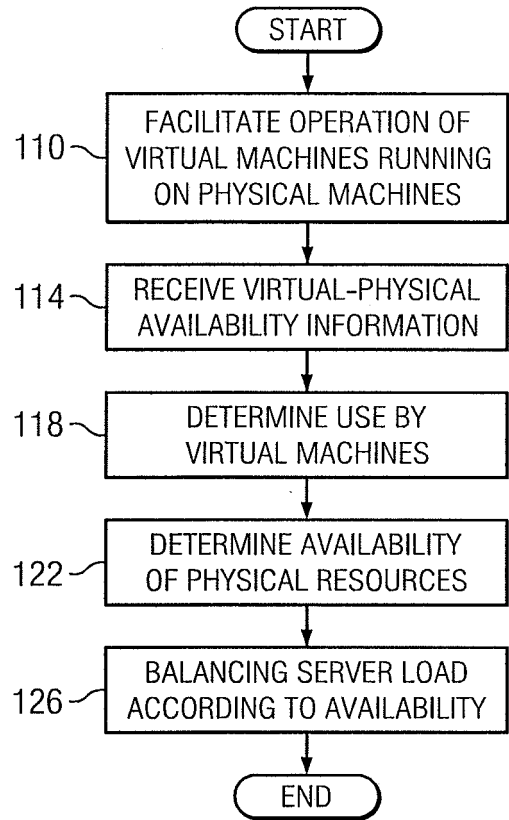 START
110
FACILITATE OPERATION OF
VIRTUAL MACHINES RUNNING
ON PHYSICAL MACHINES
114
RECEIVE VIRTUAL-PHYSICAL
AVAILABILITY INFORMATION
118
DETERMINE USE BY
VIRTUAL MACHINES
122
DETERMINE AVAILABILITY
OF PHYSICAL RESOURCES
126
BALANCING SERVER LOAD
ACCORDING TO AVAILABILITY
END